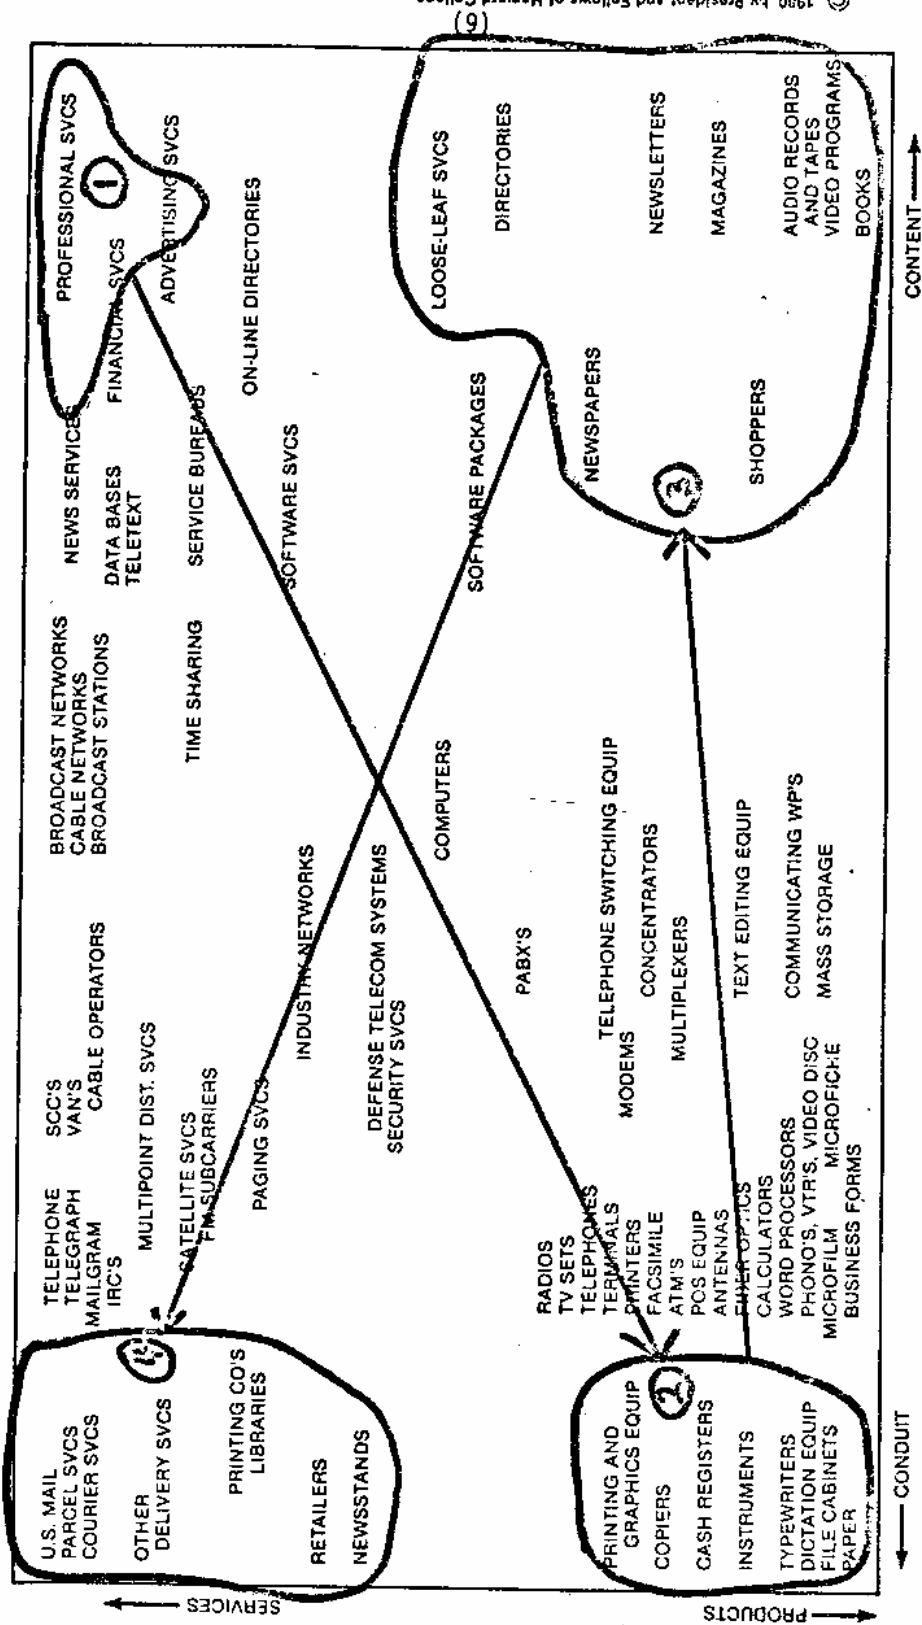 © 1980 by President and Fellows of Harvard College
(6)
SERVICES
PRODUCTS
CONDUIT
CONTENT
U.S. MAIL
PARCEL SVCS
COURIER SVCS
OTHER
DELIVERY SVCS
PRINTING CO'S
LIBRARIES
RETAILERS
NEWSSTANDS
4
TELEPHONE
TELEGRAPH
MAILGRAM
IRC'S
SCC'S
VAN'S
CABLE OPERATORS
MULTIPOINT DIST. SVCS
SATELLITE SVCS
FM SUBCARRIERS
PAGING SVCS
INDUSTRY NETWORKS
DEFENSE TELECOM SYSTEMS
SECURITY SVCS
BROADCAST NETWORKS
CABLE NETWORKS
BROADCAST STATIONS
TIME SHARING
NEWS SERVICES
DATA BASES
TELETEXT
SERVICE BUREAUS
SOFTWARE SVCS
PROFESSIONAL SVCS
1
FINANCIAL SVCS
ADVERTISING SVCS
ON-LINE DIRECTORIES
COMPUTERS
PABX'S
SOFTWARE PACKAGES
LOOSE-LEAF SVCS
DIRECTORIES
NEWSPAPERS
NEWSLETTERS
3
MAGAZINES
SHOPPERS
AUDIO RECORDS
AND TAPES
VIDEO PROGRAMS
BOOKS
TELEPHONE SWITCHING EQUIP
MODEMS
CONCENTRATORS
MULTIPLEXERS
TEXT EDITING EQUIP
COMMUNICATING WP'S
MASS STORAGE
RADIOS
TV SETS
TELEPHONES
TERMINALS
PRINTERS
FACSIMILE
ATM'S
POS EQUIP
ANTENNAS
FIBER OPTICS
CALCULATORS
WORD PROCESSORS
PHONO'S, VTR'S, VIDEO DISC
MICROFILM MICROFICHE
BUSINESS FORMS
PRINTING AND
GRAPHICS EQUIP
2
COPIERS
CASH REGISTERS
INSTRUMENTS
TYPEWRITERS
DICTATION EQUIP
FILE CABINETS
PAPER